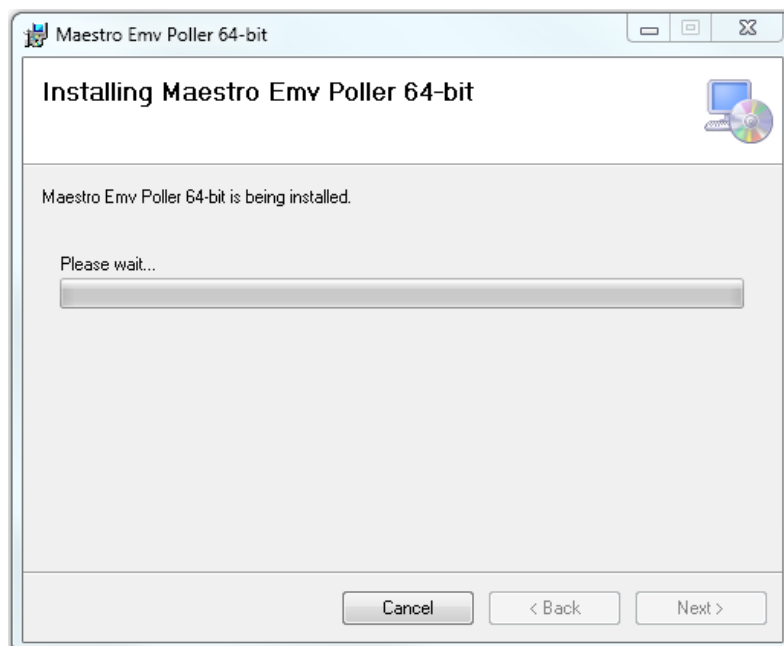 Maestro Emv Poller 64-bit
Installing Maestro Emv Poller 64-bit
Maestro Emv Poller 64-bit is being installed.
Please wait...
Cancel
< Back
Next >